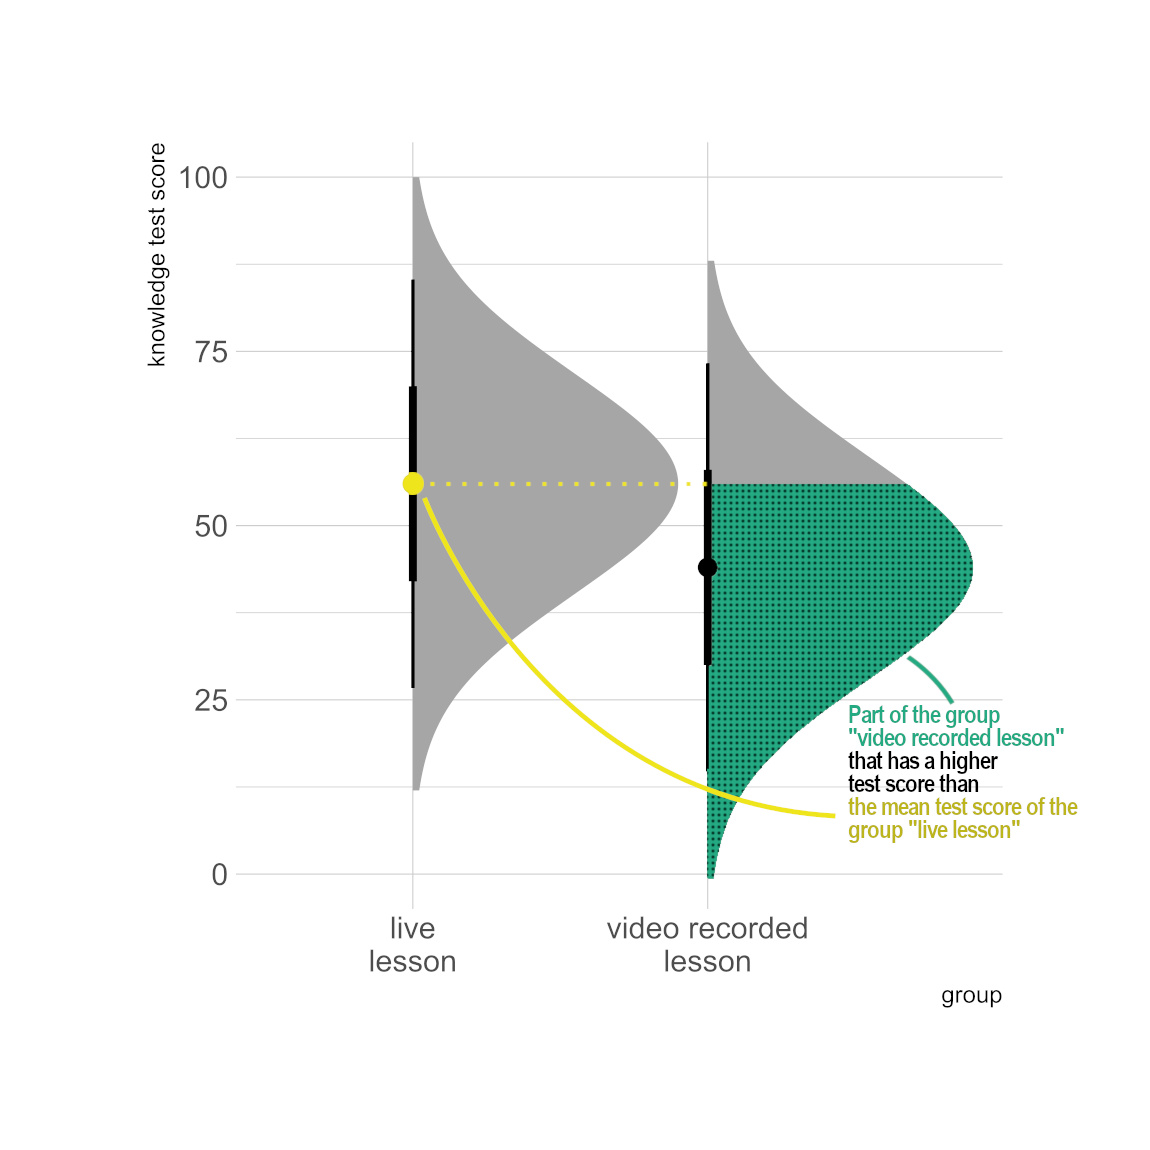 knowledge test score
100
75
50
25
0
Part of the group
"video recorded lesson"
that has a higher
test score than
the mean test score of the
group "live lesson"
live
lesson
video recorded
lesson
group